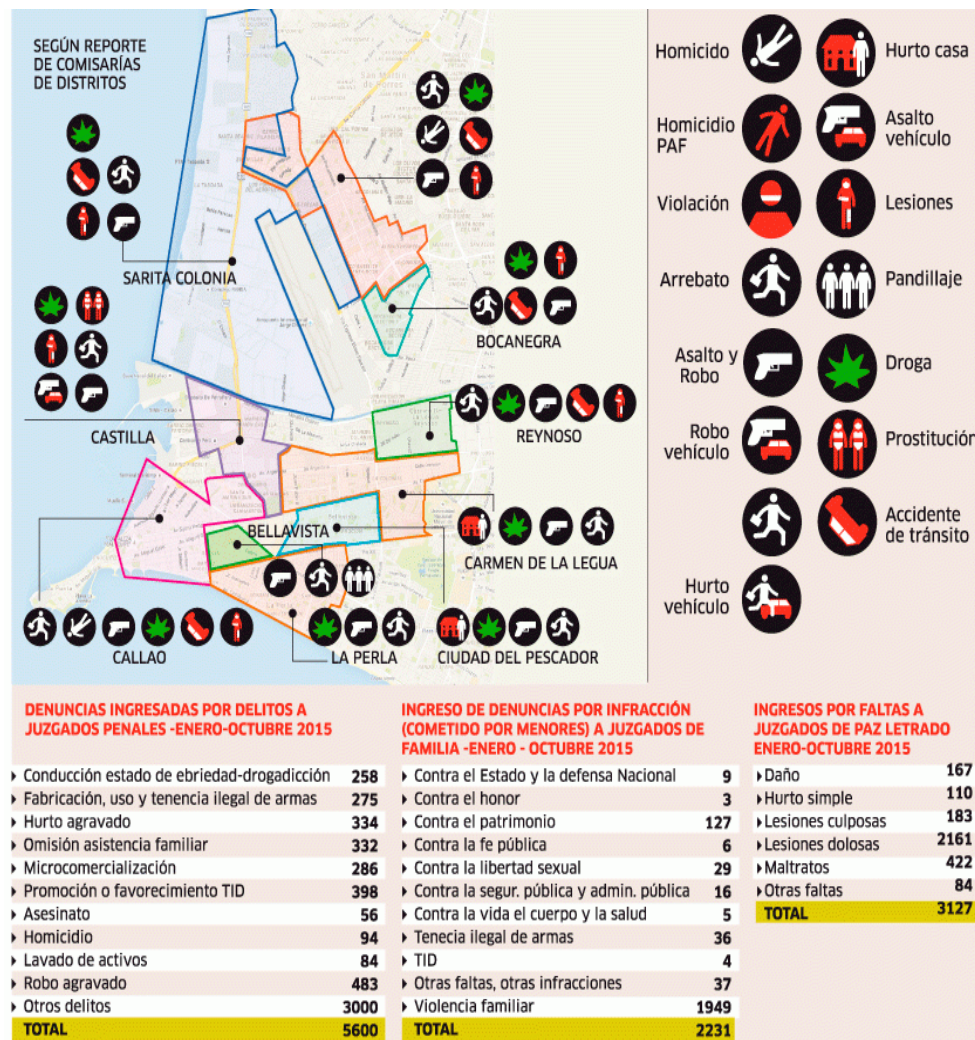 SEGÚN REPORTE
DE COMISARÍAS
DE DISTRITOS
SARITA COLONIA
BOCANEGRA
REYNOSO
CASTILLA
BELLAVISTA
CARMEN DE LA LEGUA
CALLAO
LA PERLA
CIUDAD DEL PESCADOR
Homicido
Hurto casa
Homicidio
PAF
Asalto
vehículo
Violación
Lesiones
Arrebato
Pandillaje
Asalto y
Robo
Droga
Robo
vehículo
Prostitución
Accidente
de tránsito
Hurto
vehículo
DENUNCIAS INGRESADAS POR DELITOS A
JUZGADOS PENALES -ENERO-OCTUBRE 2015
Conducción estado de ebriedad-drogadicción 258
Fabricación, uso y tenencia ilegal de armas 275
Hurto agravado 334
Omisión asistencia familiar 332
Microcomercialización 286
Promoción o favorecimiento TID 398
Asesinato 56
Homicidio 94
Lavado de activos 84
Robo agravado 483
Otros delitos 3000
TOTAL 5600
INGRESO DE DENUNCIAS POR INFRACCIÓN
(COMETIDO POR MENORES) A JUZGADOS DE
FAMILIA -ENERO - OCTUBRE 2015
Contra el Estado y la defensa Nacional 9
Contra el honor 3
Contra el patrimonio 127
Contra la fe pública 6
Contra la libertad sexual 29
Contra la segur. pública y admin. pública 16
Contra la vida el cuerpo y la salud 5
Tenecia ilegal de armas 36
TID 4
Otras faltas, otras infracciones 37
Violencia familiar 1949
TOTAL 2231
INGRESOS POR FALTAS A
JUZGADOS DE PAZ LETRADO
ENERO-OCTUBRE 2015
Daño 167
Hurto simple 110
Lesiones culposas 183
Lesiones dolosas 2161
Maltratos 422
Otras faltas 84
TOTAL 3127